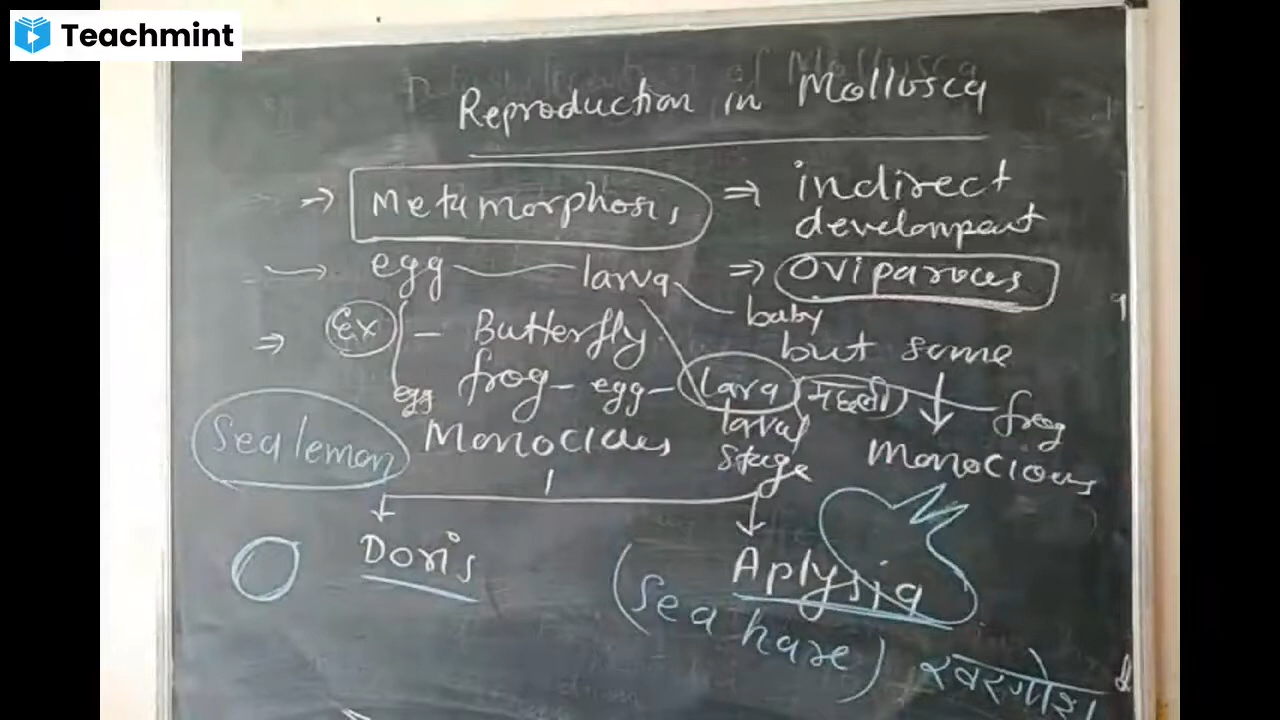 Teachmint
Reproduction in Mollusca
→ Metamorphosis, ⇒ indirect
development
→ egg — larva ⇒ Oviparous
baby
⇒ Ex – Butterfly but some
egg frog – egg – larva मछली frog
larval
Sea lemon Monocious stage monocious
Doris Aplysia
(Sea hare) खरगोश।